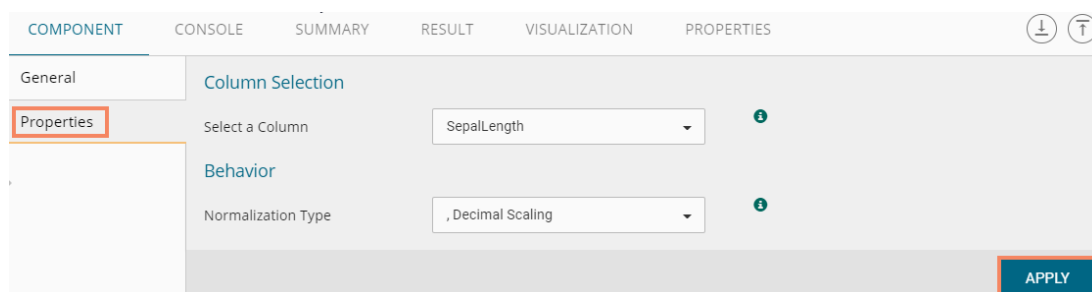 COMPONENT CONSOLE SUMMARY RESULT VISUALIZATION PROPERTIES
General
Column Selection
Properties
Select a Column SepalLength
Behavior
Normalization Type , Decimal Scaling
APPLY